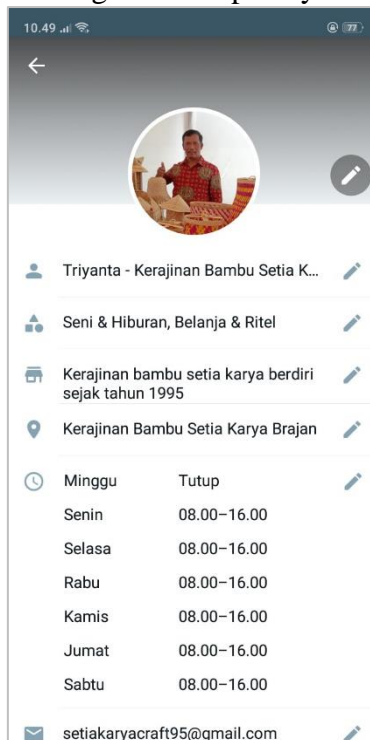 10.49
77
Triyanta - Kerajinan Bambu Setia K...
Seni & Hiburan, Belanja & Ritel
Kerajinan bambu setia karya berdiri
sejak tahun 1995
Kerajinan Bambu Setia Karya Brajan
Minggu Tutup
Senin 08.00–16.00
Selasa 08.00–16.00
Rabu 08.00–16.00
Kamis 08.00–16.00
Jumat 08.00–16.00
Sabtu 08.00–16.00
setiakaryacraft95@gmail.com